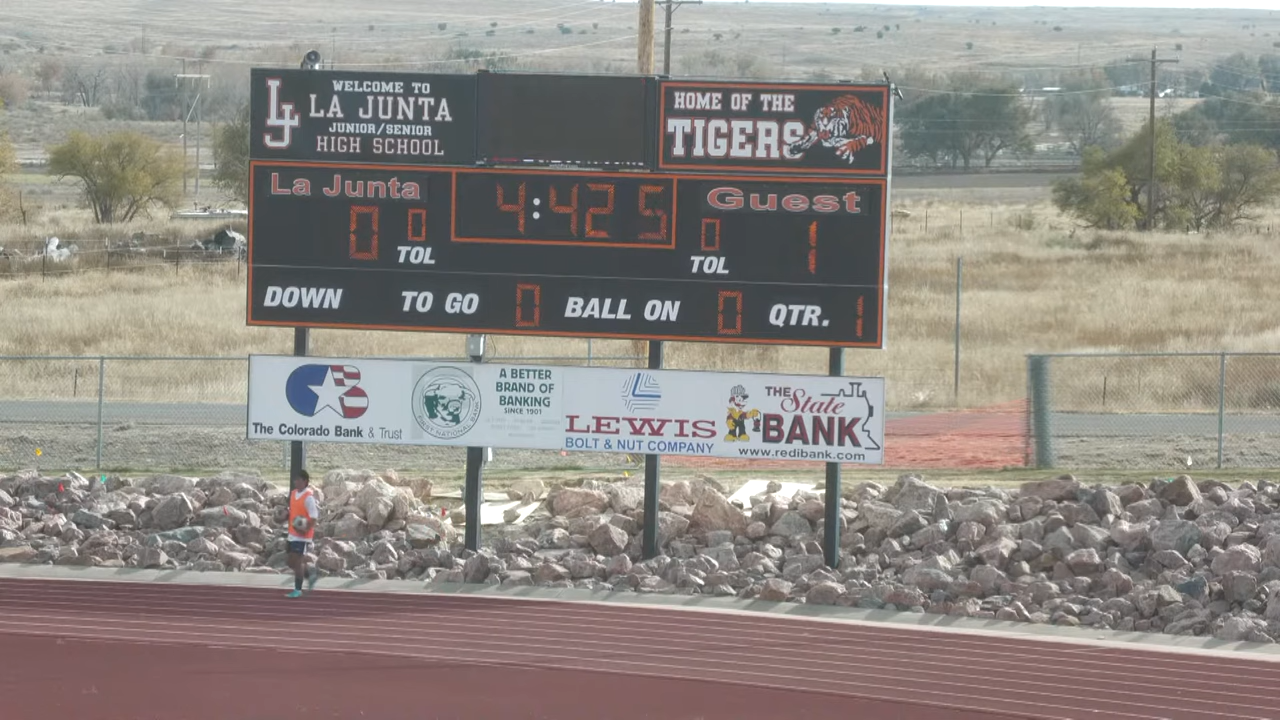 LJ
WELCOME TO
LA JUNTA
JUNIOR/SENIOR
HIGH SCHOOL
HOME OF THE
TIGERS
La Junta
4:42 5
Guest
0 0
TOL
0 1
TOL
DOWN TO GO 0 BALL ON 0 QTR. 1
The Colorado Bank & Trust
A BETTER
BRAND OF
BANKING
SINCE 1901
LEWIS
BOLT & NUT COMPANY
THE
State
BANK
www.redibank.com